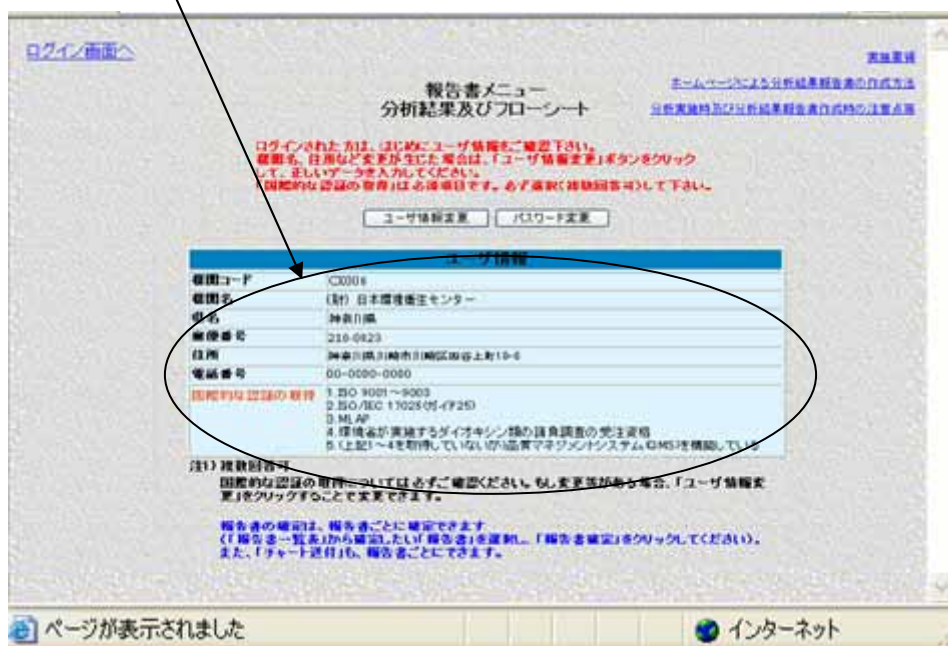 ログイン画面へ
実施要領
報告書メニュー
ホームページによる分析結果報告書の作成方法
分析結果及びフローシート
分析実施時及び分析結果報告書作成時の注意点等
ログインされた方は、はじめにユーザ情報をご確認下さい。
機関名、住所など変更が生じた場合は、「ユーザ情報変更」ボタンをクリック
して、正しいデータを入力してください。
「国際的な認証の取得」は必須項目です。必ず選択(複数回答可)して下さい。
ユーザ情報変更 パスワード変更
ユーザ情報
機関コード
機関名 (財) 日本環境衛生センター
県名 神奈川県
郵便番号 210-0823
住所 神奈川県川崎市川崎区四谷上町10-6
電話番号 00-0000-0000
国際的な認証の取得 1.ISO 9001～9003
2.ISO/IEC 17025(ガイド25)
3.MLAP
4.環境省が実施するダイオキシン類の請負調査の受注資格
5.(上記1～4を取得していないが)品質マネジメントシステム(QMS)を構築している
注1) 複数回答可
国際的な認証の取得については必ずご確認ください。もし変更等がある場合、「ユーザ情報変
更」をクリックすることで変更できます。
報告書の確定は、報告書ごとに確定できます
(「報告書一覧表」から確定したい「報告書」を選択し、「報告書確定」をクリックしてください)。
また、「チャート送付」も、報告書ごとにできます。
ページが表示されました インターネット